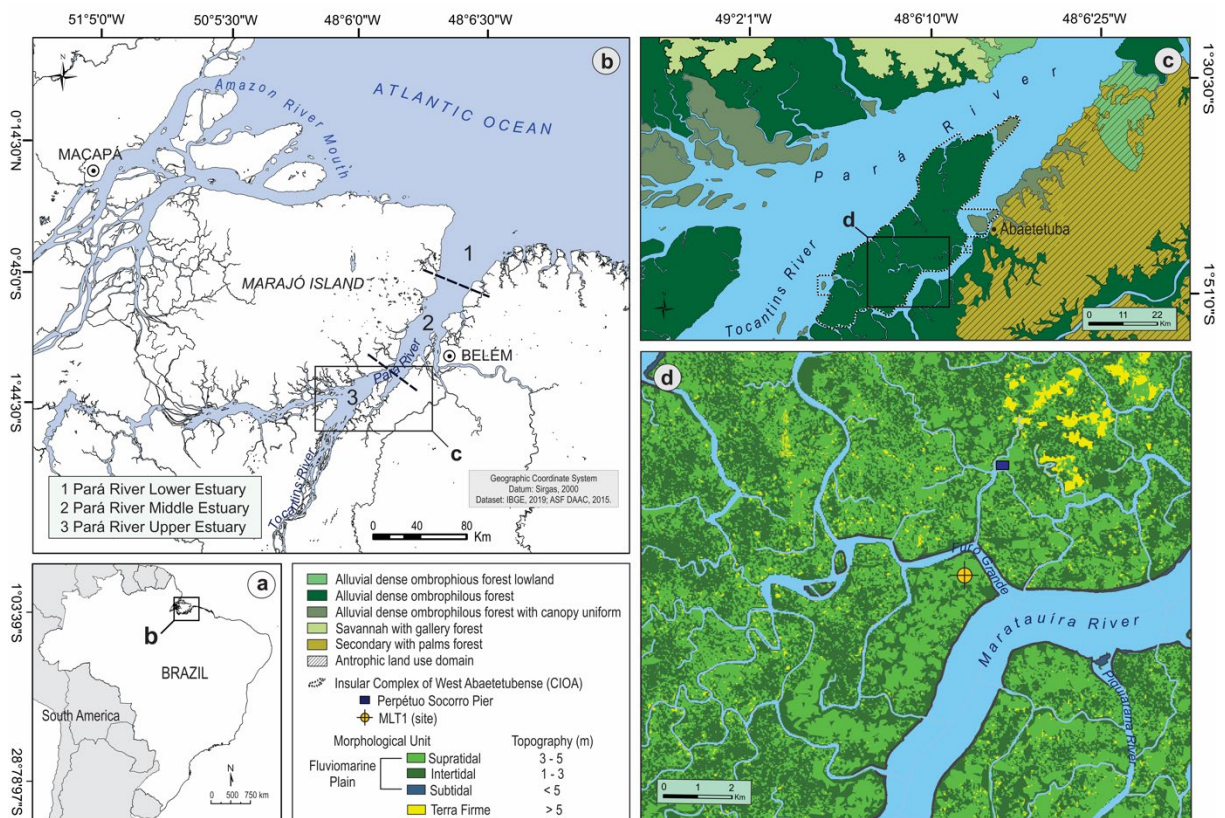 51°5'0"W
50°5'5"W
48°6'0"W
48°6'3"W
49°2'1"W
48°6'10"W
48°6'25"W
0°14'30"N
0°45'0"S
1°44'30"S
b
N
Amazon River Mouth
ATLANTIC OCEAN
MACAPÁ
MARAJÓ ISLAND
1
2
Pará River
BELÉM
3
c
Tocantins River
Geographic Coordinate System
Datum: Sirgas, 2000
Dataset: IBGE, 2019; ASF DAAC, 2015.
1 Pará River Lower Estuary
2 Pará River Middle Estuary
3 Pará River Upper Estuary
0 40 80
Km
c
1°30'30"S
1°51'0"S
Pará River
d
Abaetetuba
Tocantins River
0 11 22
Km
a
1°03'39"S
28°78'97"S
b
BRAZIL
South America
N
0 500 750 km
Alluvial dense ombrophious forest lowland
Alluvial dense ombrophilous forest
Alluvial dense ombrophilous forest with canopy uniform
Savannah with gallery forest
Secondary with palms forest
Antrophic land use domain
Insular Complex of West Abaetetubense (CIOA)
Perpétuo Socorro Pier
MLT1 (site)
Morphological Unit Topography (m)
Fluviomarine Plain
Supratidal 3 - 5
Intertidal 1 - 3
Subtidal < 5
Terra Firme > 5
d
Furo Grande
Maratauíra River
Piquiarana River
0 1 2
Km